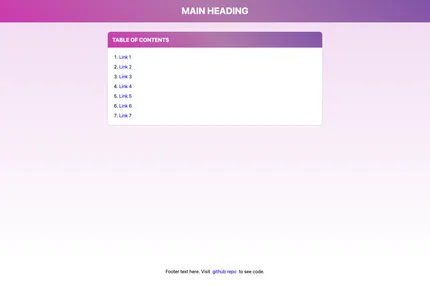 MAIN HEADING
TABLE OF CONTENTS
1. Link 1
2. Link 2
3. Link 3
4. Link 4
5. Link 5
6. Link 6
7. Link 7
Footer text here. Visit github repo to see code.